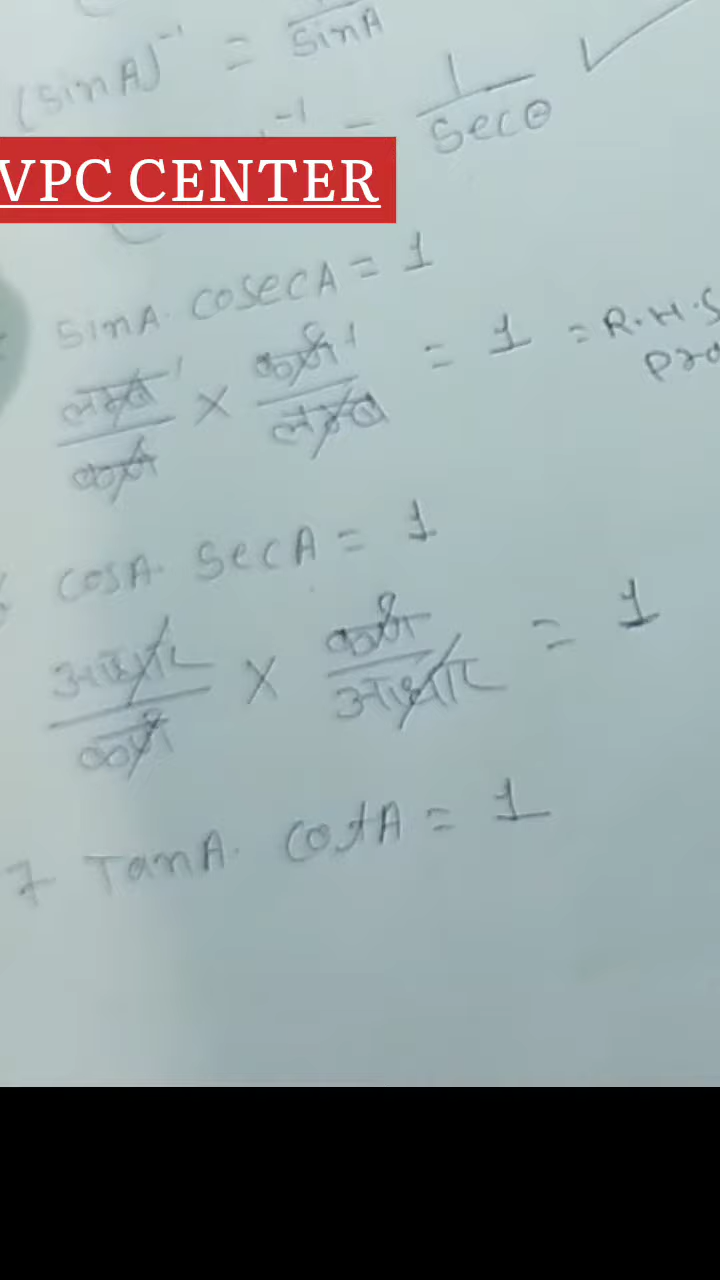 (sinA)⁻¹ = 1/sinA
⁻¹ = 1/secθ ✓
VPC CENTER
sinA. cosecA = 1
लम्ब/कर्ण × कर्ण/लम्ब = 1 = R.H.S
cosA. secA = 1
आधार/कर्ण × कर्ण/आधार = 1
7 TanA. cotA = 1